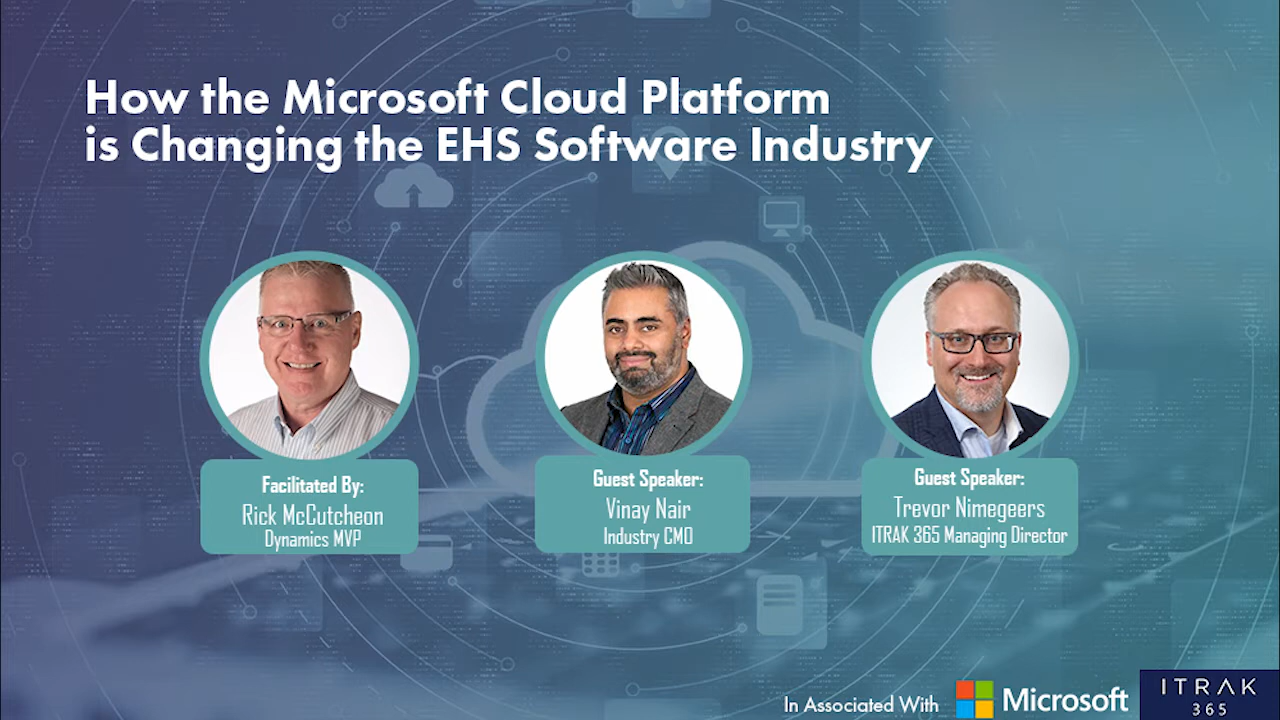 How the Microsoft Cloud Platform
is Changing the EHS Software Industry
Facilitated By:
Rick McCutcheon
Dynamics MVP
Guest Speaker:
Vinay Nair
Industry CMO
Guest Speaker:
Trevor Nimegeers
ITRAK 365 Managing Director
In Associated With
Microsoft
ITRAK
365